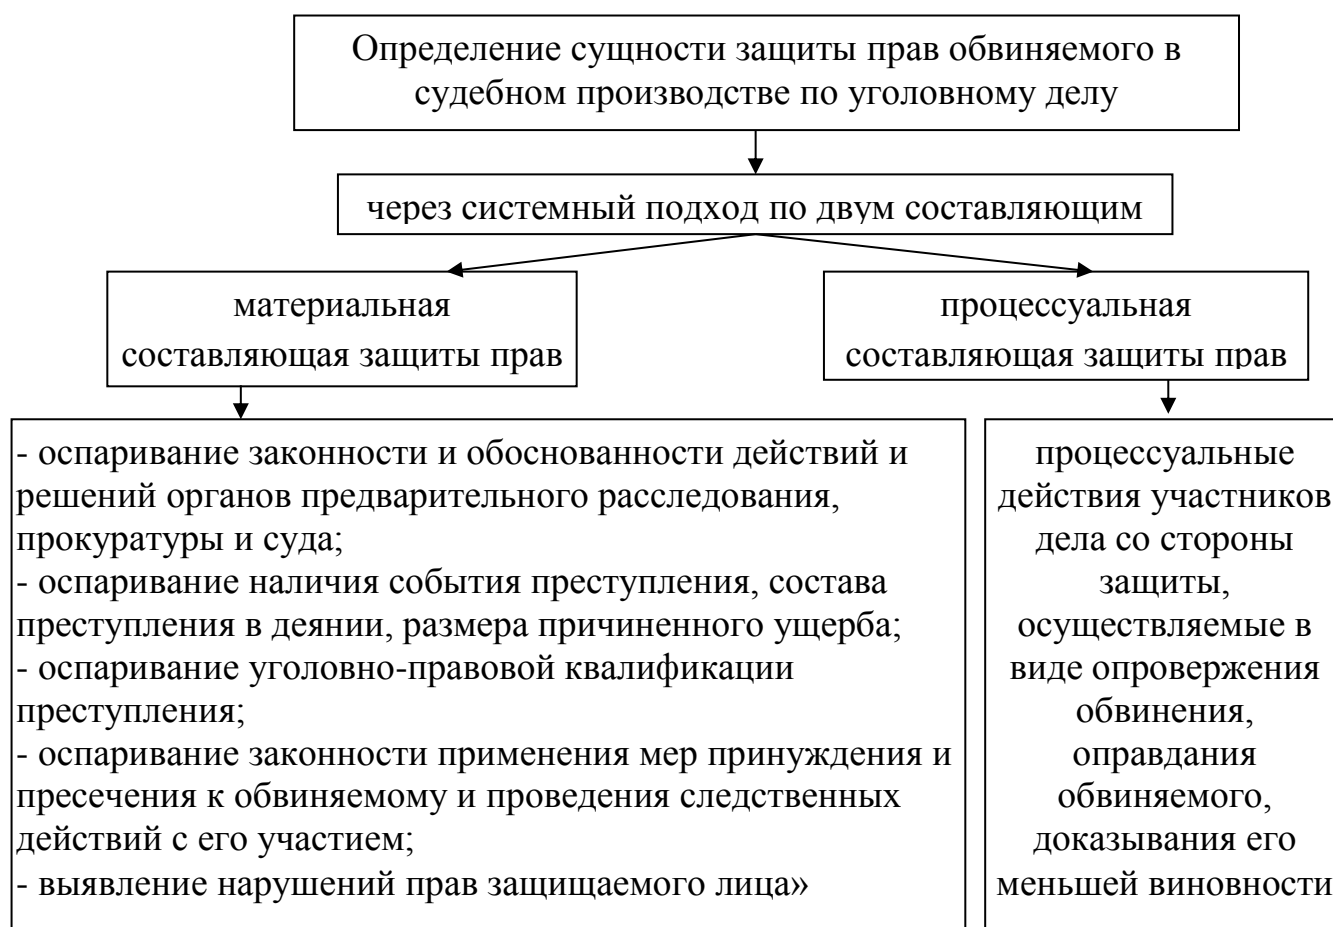 Определение сущности защиты прав обвиняемого в
судебном производстве по уголовному делу
через системный подход по двум составляющим
материальная
составляющая защиты прав
процессуальная
составляющая защиты прав
- оспаривание законности и обоснованности действий и
решений органов предварительного расследования,
прокуратуры и суда;
- оспаривание наличия события преступления, состава
преступления в деянии, размера причиненного ущерба;
- оспаривание уголовно-правовой квалификации
преступления;
- оспаривание законности применения мер принуждения и
пресечения к обвиняемому и проведения следственных
действий с его участием;
- выявление нарушений прав защищаемого лица»
процессуальные
действия участников
дела со стороны
защиты,
осуществляемые в
виде опровержения
обвинения,
оправдания
обвиняемого,
доказывания его
меньшей виновности